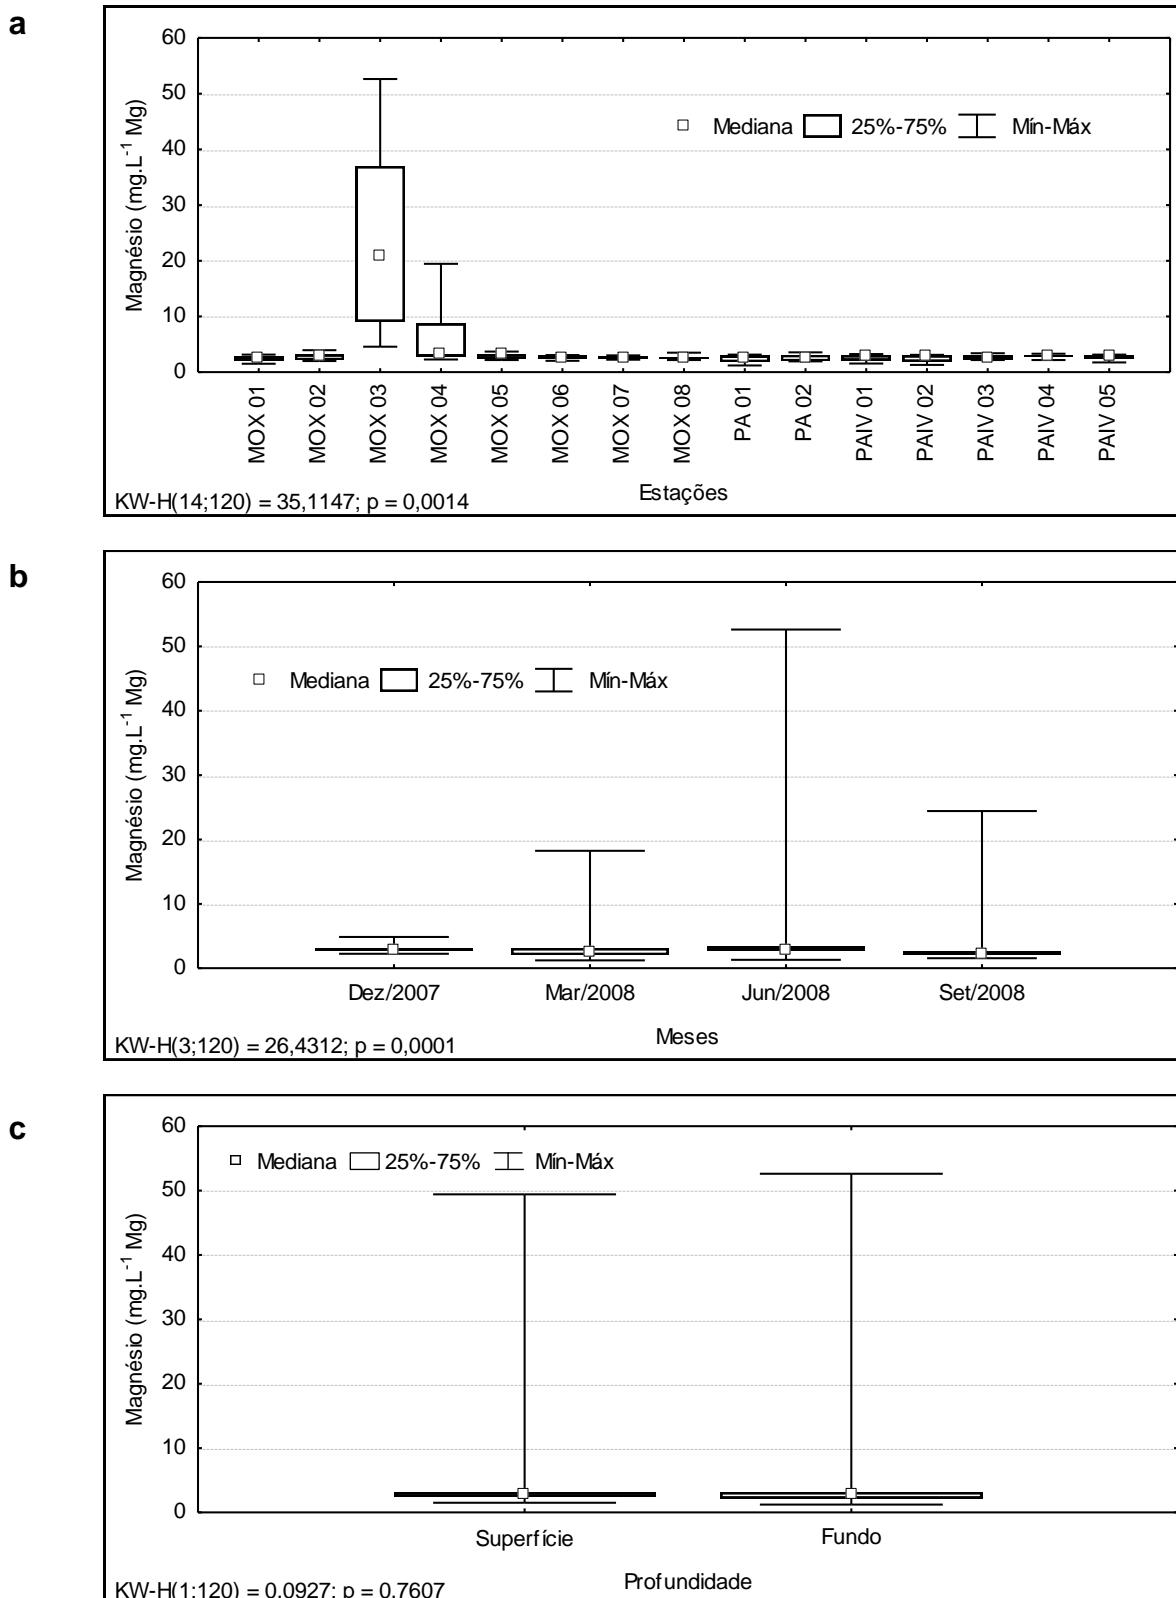 a
60
50
40
30
20
10
0
Magnésio (mg.L⁻¹ Mg)
Mediana 25%-75% Mín-Máx
MOX 01
MOX 02
MOX 03
MOX 04
MOX 05
MOX 06
MOX 07
MOX 08
PA 01
PA 02
PAIV 01
PAIV 02
PAIV 03
PAIV 04
PAIV 05
Estações
KW-H(14;120) = 35,1147; p = 0,0014
b
60
50
40
30
20
10
0
Magnésio (mg.L⁻¹ Mg)
Mediana 25%-75% Mín-Máx
Dez/2007 Mar/2008 Jun/2008 Set/2008
Meses
KW-H(3;120) = 26,4312; p = 0,0001
c
60
50
40
30
20
10
0
Magnésio (mg.L⁻¹ Mg)
Mediana 25%-75% Mín-Máx
Superfície Fundo
Profundidade
KW-H(1;120) = 0,0927; p = 0,7607